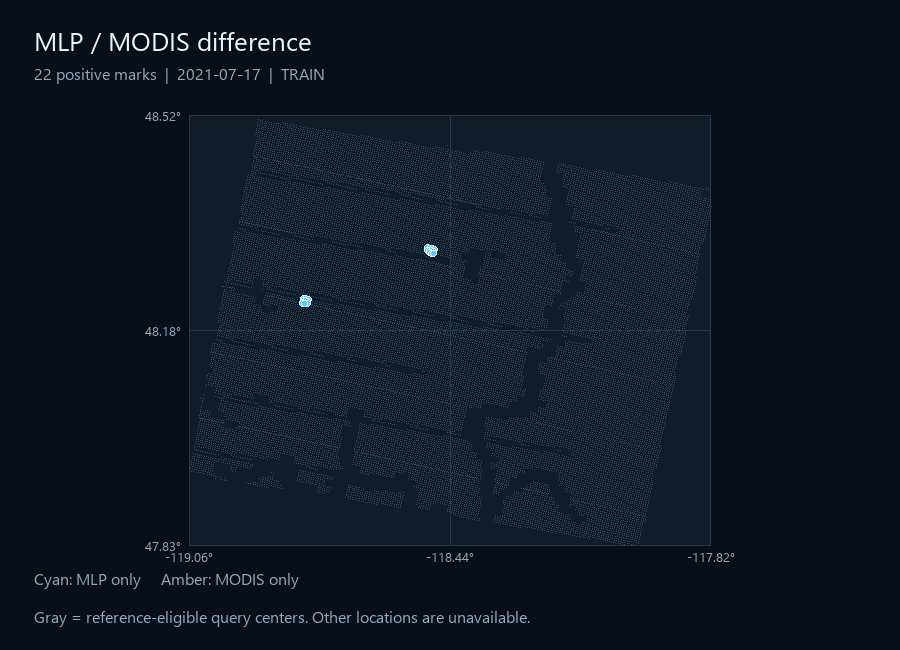 MLP / MODIS difference
22 positive marks | 2021-07-17 | TRAIN
48.52°
48.18°
47.83°
-119.06° -118.44° -117.82°
Cyan: MLP only Amber: MODIS only
Gray = reference-eligible query centers. Other locations are unavailable.